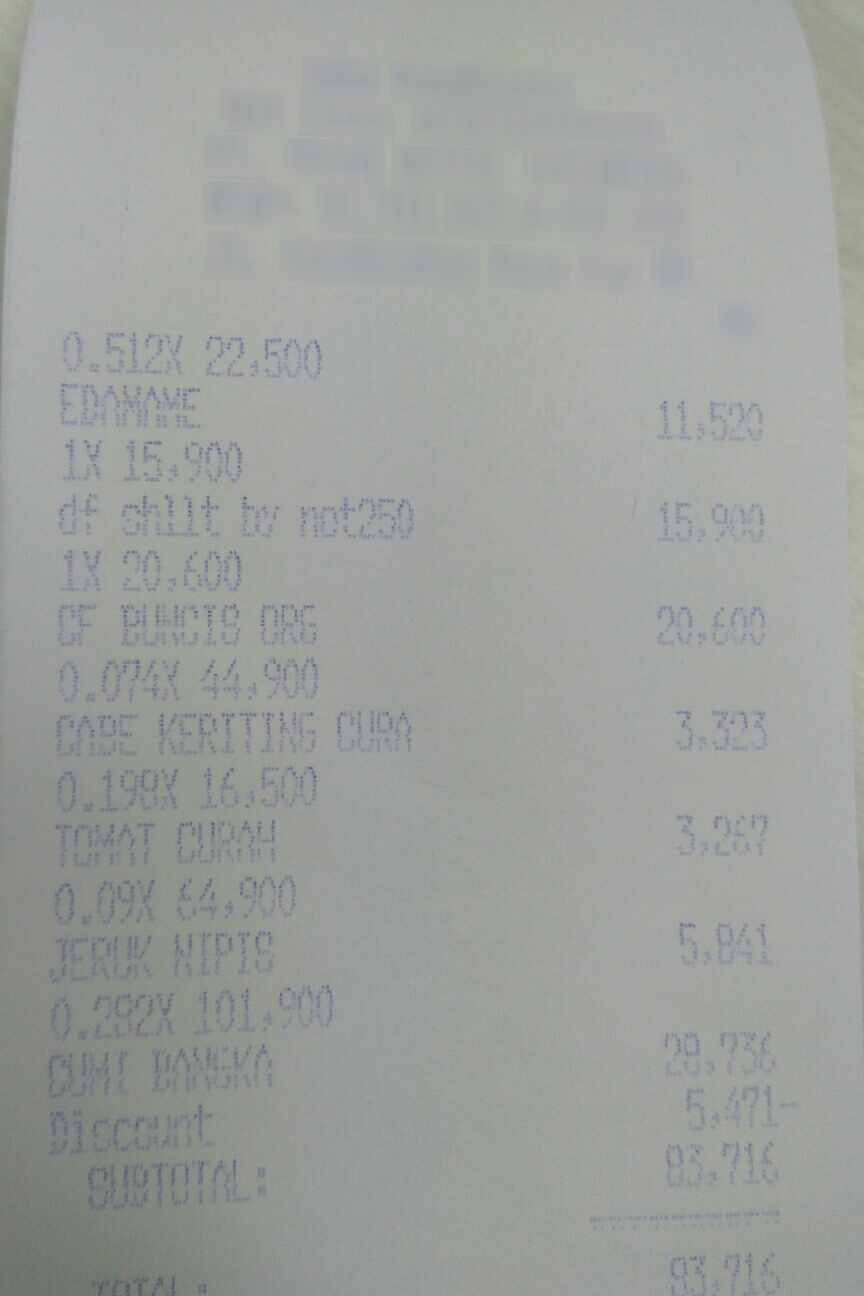 0.512X 22,500
EDAMAME 11,520
1X 15,900
df shllt by not250 15,900
1X 20,600
CF BUNCIS ORG 20,600
0.074X 44,900
CABE KERITING CURA 3,323
0.198X 16,500
TOMAT CURAH 3,267
0.09X 64,900
JERUK NIPIS 5,841
0.282X 101,900
CUMI BANGKA 28,736
Discount 5,471-
SUBTOTAL: 83,716
TOTAL: 83,716